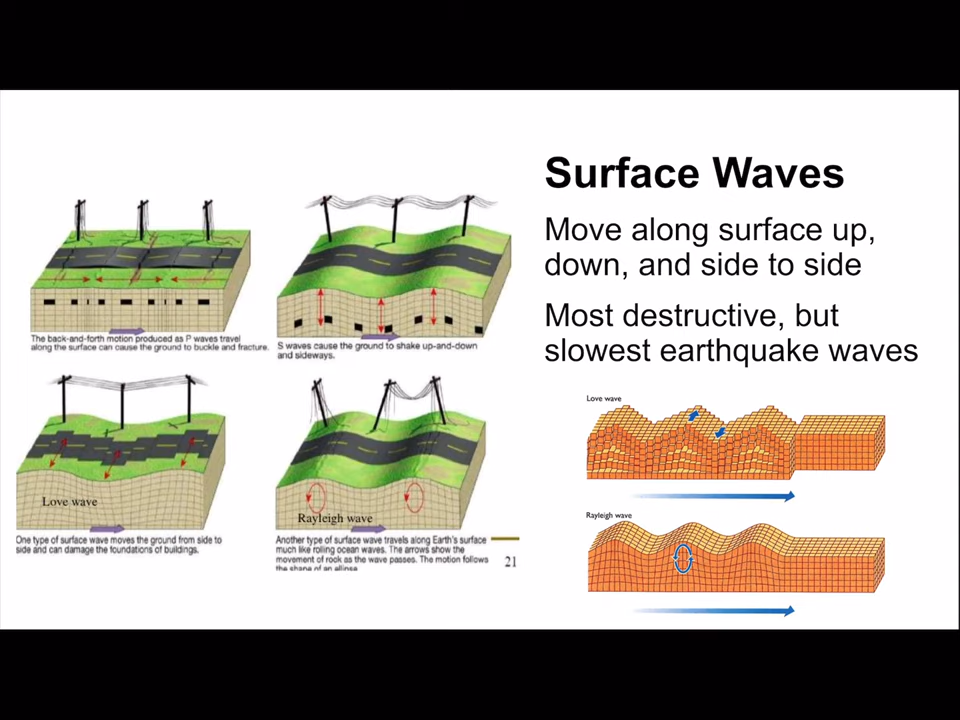 Surface Waves
Move along surface up,
down, and side to side
Most destructive, but
slowest earthquake waves
The back-and-forth motion produced as P waves travel
along the surface can cause the ground to buckle and fracture.
S waves cause the ground to shake up-and-down
and sideways.
Love wave
One type of surface wave moves the ground from side to
side and can damage the foundations of buildings.
Rayleigh wave
Another type of surface wave travels along Earth's surface
much like rolling ocean waves. The arrows show the
movement of rock as the wave passes. The motion follows
the shape of an ellipse
21
Love wave
Rayleigh wave